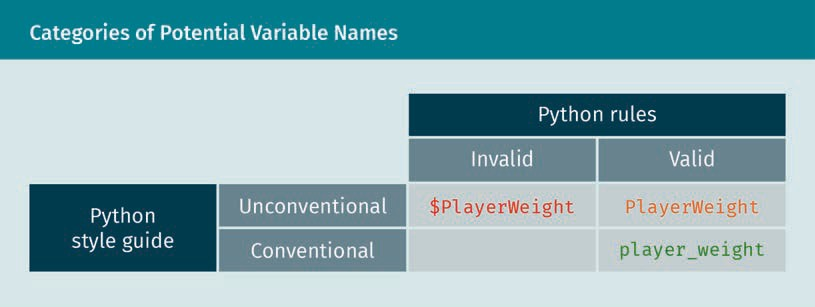 Categories of Potential Variable Names
Python rules
Invalid
Valid
Python
style guide
Unconventional
$PlayerWeight
PlayerWeight
Conventional
player_weight